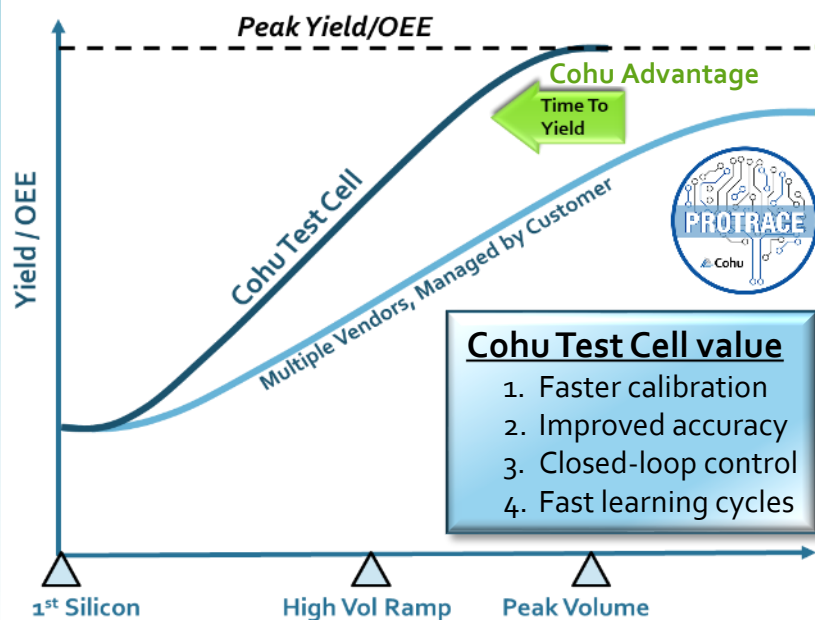 Peak Yield/OEE
Cohu Advantage
Time To
Yield
Yield / OEE
Cohu Test Cell
Multiple Vendors, Managed by Customer
PROTRACE
Cohu
Cohu Test Cell value
1. Faster calibration
2. Improved accuracy
3. Closed-loop control
4. Fast learning cycles
1st Silicon
High Vol Ramp
Peak Volume